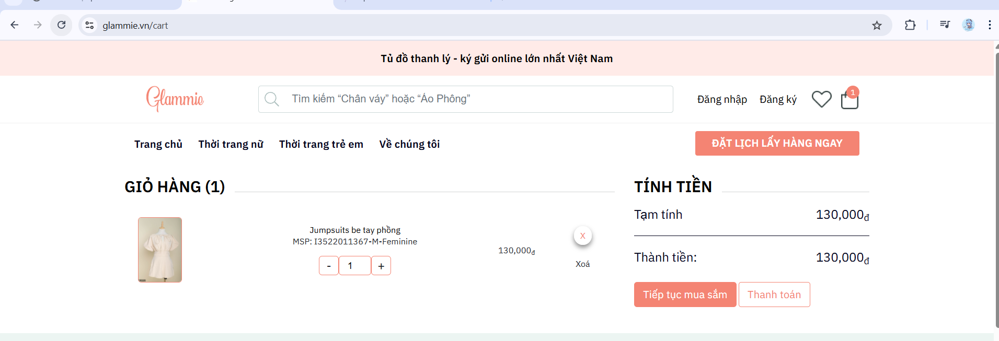 glammie.vn/cart
Tủ đồ thanh lý - ký gửi online lớn nhất Việt Nam
Glammie
Tìm kiếm “Chân váy” hoặc “Áo Phông”
Đăng nhập
Đăng ký
1
Trang chủ
Thời trang nữ
Thời trang trẻ em
Về chúng tôi
ĐẶT LỊCH LẤY HÀNG NGAY
GIỎ HÀNG (1)
Jumpsuits be tay phồng
MSP: I3522011367-M-Feminine
- 1 +
130,000đ
X
Xoá
TÍNH TIỀN
Tạm tính 130,000đ
Thành tiền: 130,000đ
Tiếp tục mua sắm
Thanh toán